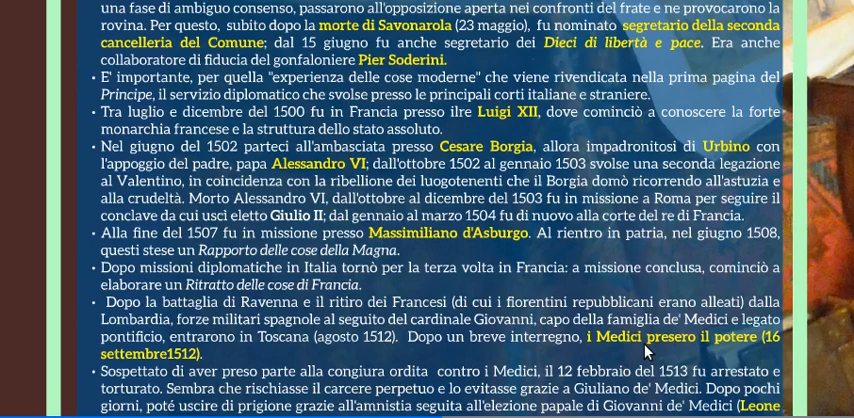 una fase di ambiguo consenso, passarono all'opposizione aperta nei confronti del frate e ne provocarono la
rovina. Per questo, subito dopo la morte di Savonarola (23 maggio), fu nominato segretario della seconda
cancelleria del Comune; dal 15 giugno fu anche segretario dei Dieci di libertà e pace. Era anche
collaboratore di fiducia del gonfaloniere Pier Soderini.
• E' importante, per quella "esperienza delle cose moderne" che viene rivendicata nella prima pagina del
Principe, il servizio diplomatico che svolse presso le principali corti italiane e straniere.
• Tra luglio e dicembre del 1500 fu in Francia presso ilre Luigi XII, dove cominciò a conoscere la forte
monarchia francese e la struttura dello stato assoluto.
• Nel giugno del 1502 parteci all'ambasciata presso Cesare Borgia, allora impadronitosi di Urbino con
l'appoggio del padre, papa Alessandro VI; dall'ottobre 1502 al gennaio 1503 svolse una seconda legazione
al Valentino, in coincidenza con la ribellione dei luogotenenti che il Borgia domò ricorrendo all'astuzia e
alla crudeltà. Morto Alessandro VI, dall'ottobre al dicembre del 1503 fu in missione a Roma per seguire il
conclave da cui uscì eletto Giulio II; dal gennaio al marzo 1504 fu di nuovo alla corte del re di Francia.
• Alla fine del 1507 fu in missione presso Massimiliano d'Asburgo. Al rientro in patria, nel giugno 1508,
questi stese un Rapporto delle cose della Magna.
• Dopo missioni diplomatiche in Italia tornò per la terza volta in Francia: a missione conclusa, cominciò a
elaborare un Ritratto delle cose di Francia.
• Dopo la battaglia di Ravenna e il ritiro dei Francesi (di cui i fiorentini repubblicani erano alleati) dalla
Lombardia, forze militari spagnole al seguito del cardinale Giovanni, capo della famiglia de' Medici e legato
pontificio, entrarono in Toscana (agosto 1512). Dopo un breve interregno, i Medici presero il potere (16
settembre1512).
• Sospettato di aver preso parte alla congiura ordita contro i Medici, il 12 febbraio del 1513 fu arrestato e
torturato. Sembra che rischiasse il carcere perpetuo e lo evitasse grazie a Giuliano de' Medici. Dopo pochi
giorni, poté uscire di prigione grazie all'amnistia seguita all'elezione papale di Giovanni de' Medici (Leone